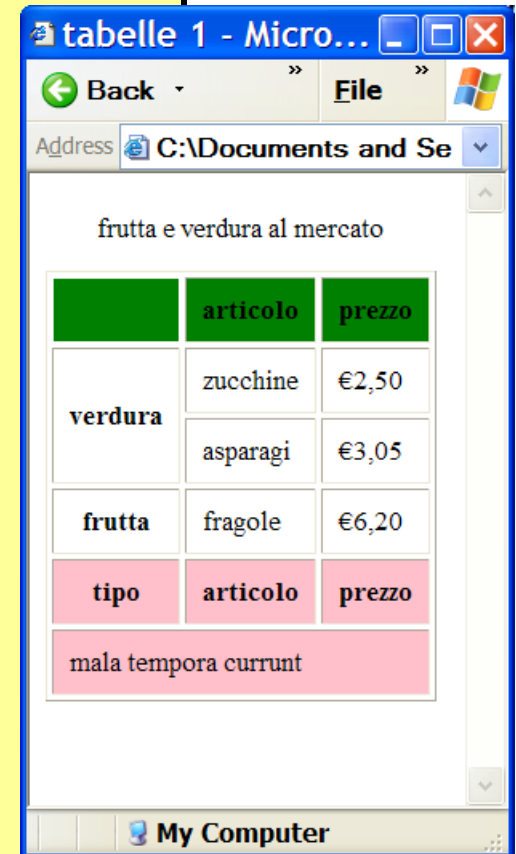 tabelle 1 - Micro...
Back » File »
Address C:\Documents and Se
frutta e verdura al mercato
articolo prezzo
verdura zucchine €2,50
asparagi €3,05
frutta fragole €6,20
tipo articolo prezzo
mala tempora currunt
My Computer